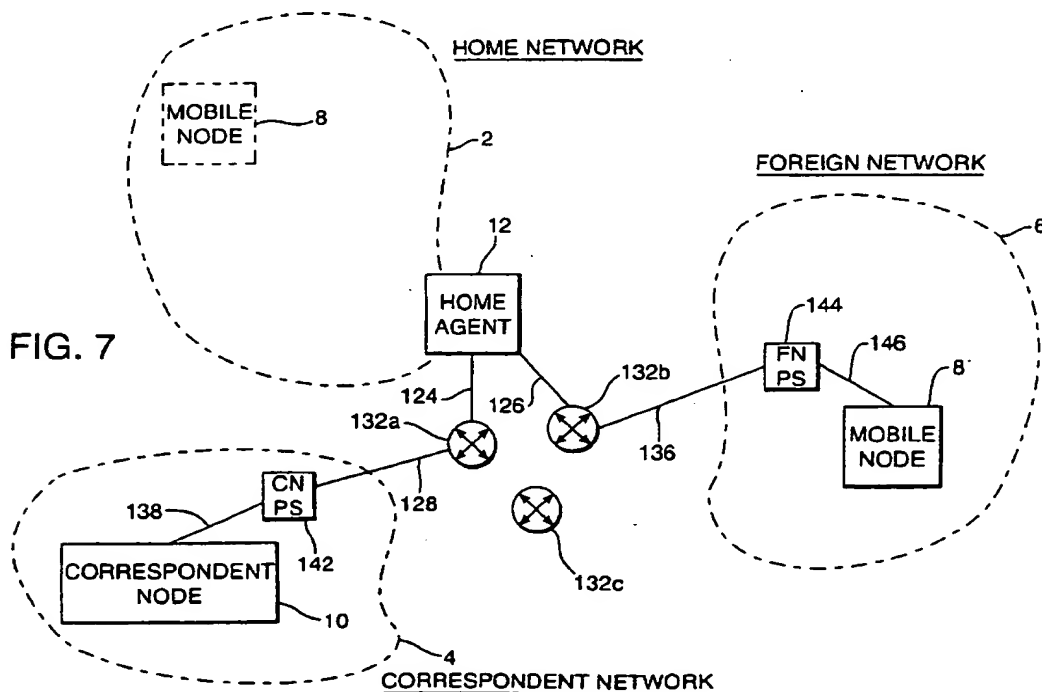 HOME NETWORK
MOBILE
NODE
8
2
FOREIGN NETWORK
6
12
HOME
AGENT
FIG. 7
144
FN
PS
146
8
MOBILE
NODE
124
126
132b
132a
136
CN
PS
128
138
142
132c
CORRESPONDENT
NODE
10
4
CORRESPONDENT NETWORK